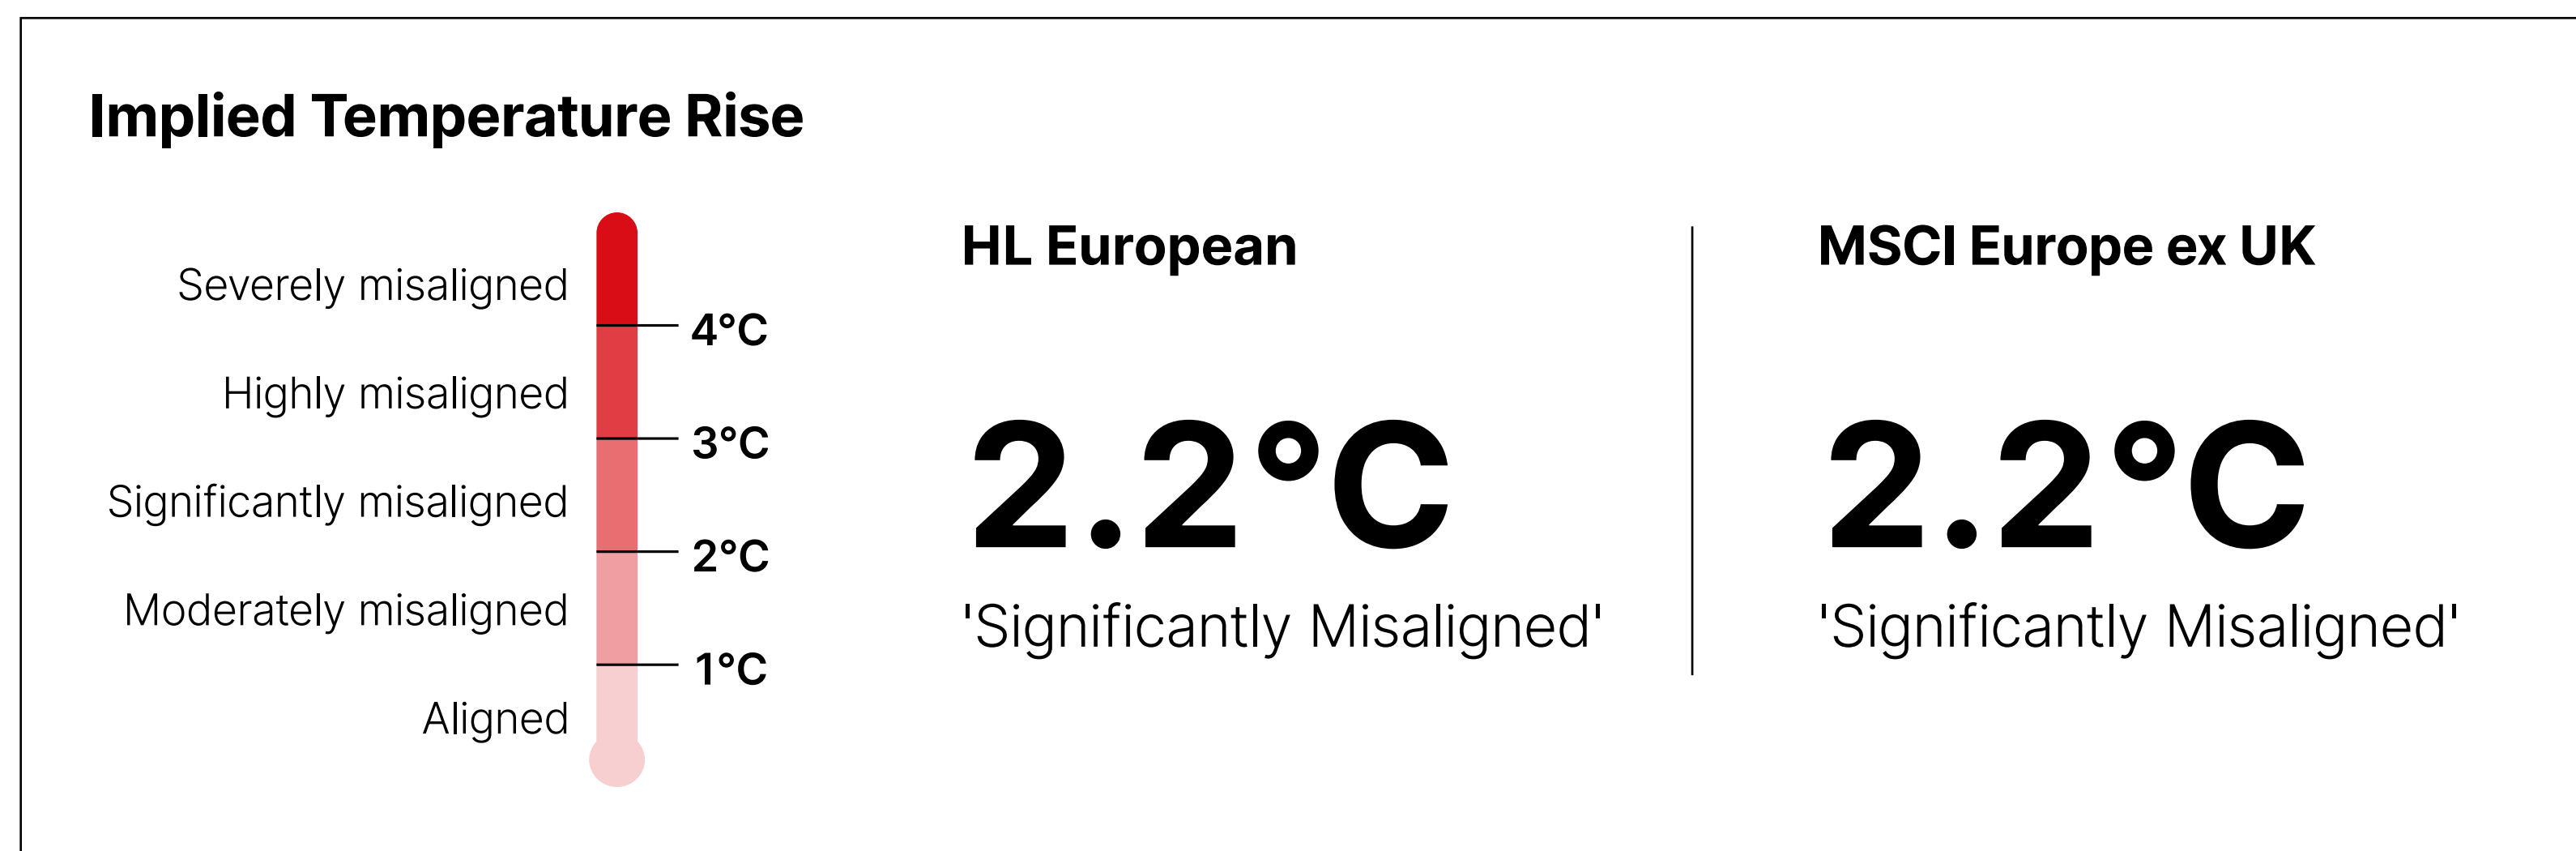 Implied Temperature Rise
Severely misaligned
4°C
Highly misaligned
3°C
Significantly misaligned
2°C
Moderately misaligned
1°C
Aligned
HL European
2.2°C
'Significantly Misaligned'
MSCI Europe ex UK
2.2°C
'Significantly Misaligned'